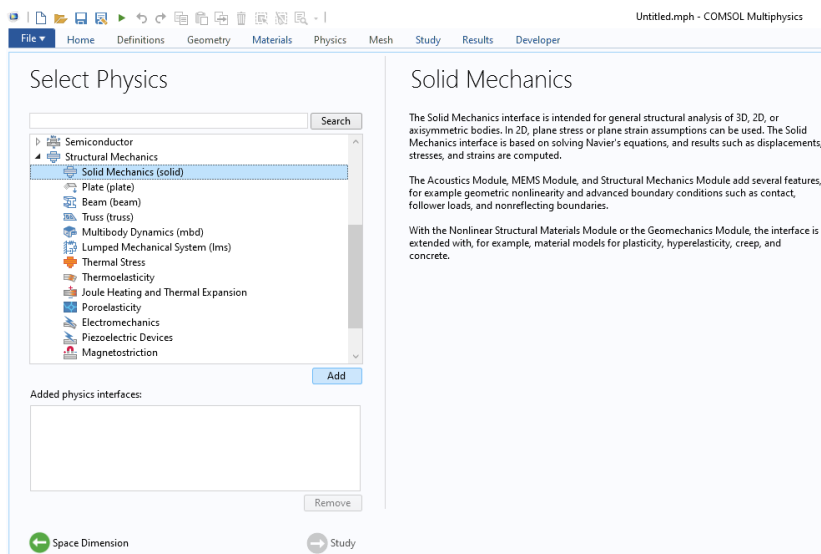 Untitled.mph - COMSOL Multiphysics
File Home Definitions Geometry Materials Physics Mesh Study Results Developer
Select Physics
Search
Semiconductor
Structural Mechanics
Solid Mechanics (solid)
Plate (plate)
Beam (beam)
Truss (truss)
Multibody Dynamics (mbd)
Lumped Mechanical System (lms)
Thermal Stress
Thermoelasticity
Joule Heating and Thermal Expansion
Poroelasticity
Electromechanics
Piezoelectric Devices
Magnetostriction
Add
Added physics interfaces:
Remove
Space Dimension
Study
Solid Mechanics
The Solid Mechanics interface is intended for general structural analysis of 3D, 2D, or
axisymmetric bodies. In 2D, plane stress or plane strain assumptions can be used. The Solid
Mechanics interface is based on solving Navier's equations, and results such as displacements,
stresses, and strains are computed.
The Acoustics Module, MEMS Module, and Structural Mechanics Module add several features,
for example geometric nonlinearity and advanced boundary conditions such as contact,
follower loads, and nonreflecting boundaries.
With the Nonlinear Structural Materials Module or the Geomechanics Module, the interface is
extended with, for example, material models for plasticity, hyperelasticity, creep, and
concrete.